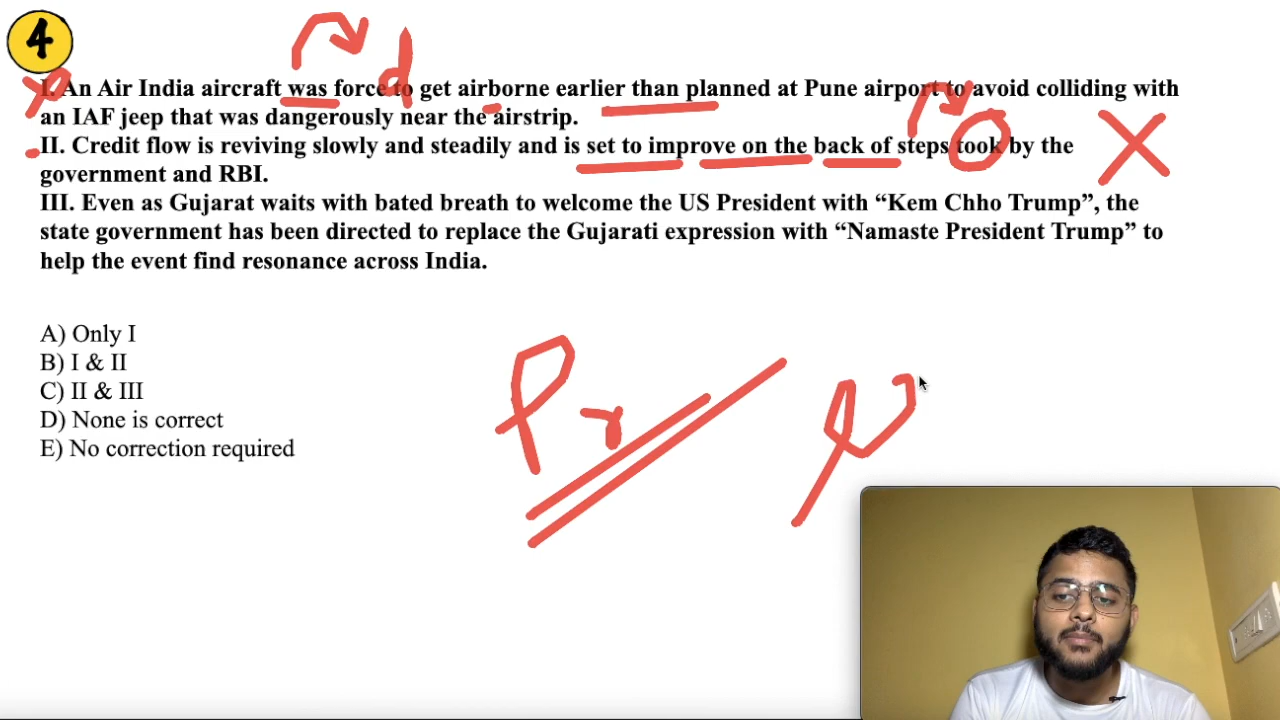 4
I. An Air India aircraft was force to get airborne earlier than planned at Pune airport to avoid colliding with
d
an IAF jeep that was dangerously near the airstrip.
II. Credit flow is reviving slowly and steadily and is set to improve on the back of steps took by the
government and RBI.
III. Even as Gujarat waits with bated breath to welcome the US President with “Kem Chho Trump”, the
state government has been directed to replace the Gujarati expression with “Namaste President Trump” to
help the event find resonance across India.
A) Only I
B) I & II
C) II & III
D) None is correct
E) No correction required
Pr